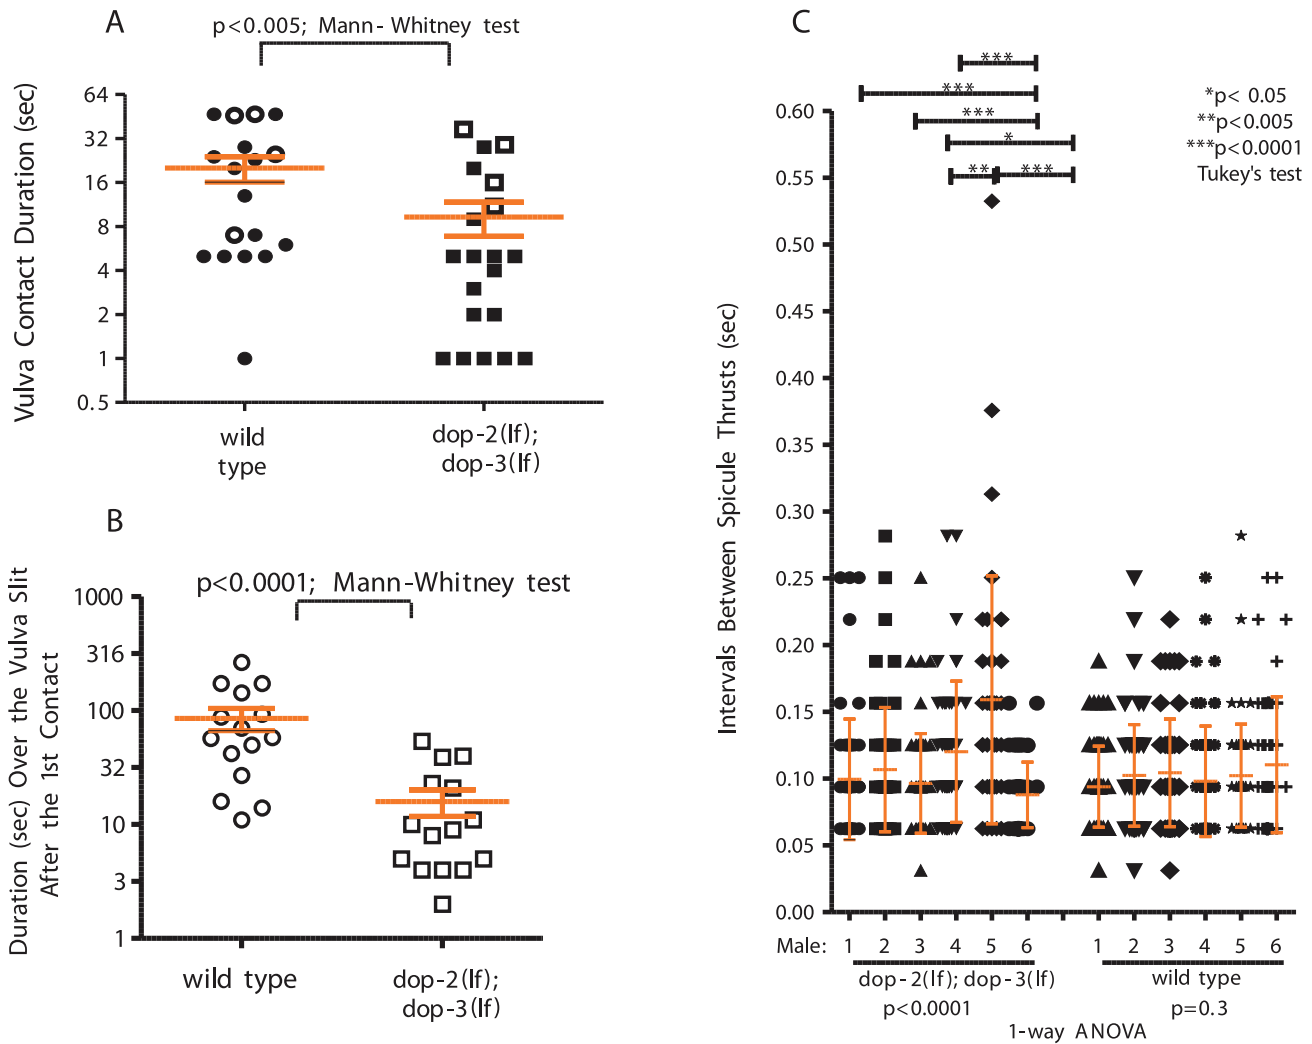 A
p<0.005; Mann-Whitney test
Vulva Contact Duration (sec)
64
32
16
8
4
2
1
0.5
wild
type
dop-2(lf);
dop-3(lf)
B
p<0.0001; Mann-Whitney test
Duration (sec) Over the Vulva Slit
After the 1st Contact
1000
316
100
32
10
3
1
wild type
dop-2(lf);
dop-3(lf)
C
***
***
***
*
**
***
*p< 0.05
**p<0.005
***p<0.0001
Tukey's test
Intervals Between Spicule Thrusts (sec)
0.60
0.55
0.50
0.45
0.40
0.35
0.30
0.25
0.20
0.15
0.10
0.05
0.00
Male: 1 2 3 4 5 6 1 2 3 4 5 6
dop-2(lf); dop-3(lf) wild type
p<0.0001 p=0.3
1-way ANOVA